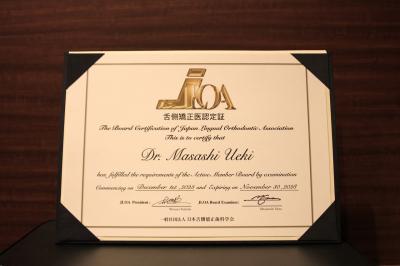 JLOA
舌側矯正医認定証
The Board Certification of Japan Lingual Orthodontic Association
This is to certify that
Dr. Masashi Ueki
has, fulfilled the requirements of the Active Member Board by examination
Commencing on December 1st 2023 and Expiring on November 30 2028
JLOA President : JLOA Board Examiner:
一般社団法人 日本舌側矯正歯科学会